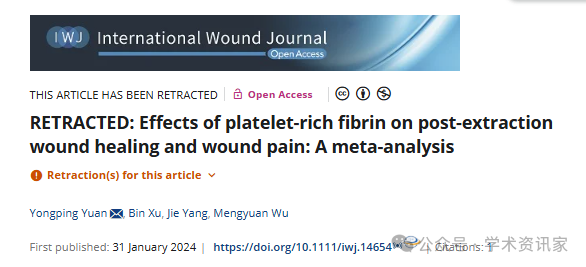 IWJ International Wound Journal
Open Access
THIS ARTICLE HAS BEEN RETRACTED Open Access
RETRACTED: Effects of platelet-rich fibrin on post-extraction
wound healing and wound pain: A meta-analysis
Retraction(s) for this article
Yongping Yuan, Bin Xu, Jie Yang, Mengyuan Wu
First published: 31 January 2024 | https://doi.org/10.1111/iwj.14654 | Citations: 1
公众号 · 学术资讯家